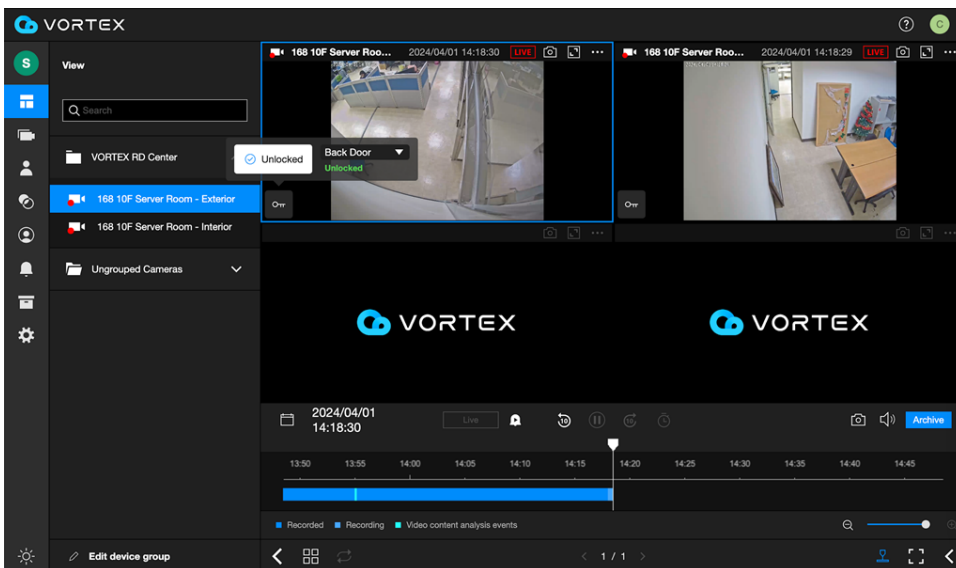 VORTEX
?
C
S
View
Search
VORTEX RD Center
168 10F Server Room - Exterior
168 10F Server Room - Interior
Ungrouped Cameras
168 10F Server Roo... 2024/04/01 14:18:30 LIVE
168 10F Server Roo... 2024/04/01 14:18:29 LIVE
Unlocked
Back Door
Unlocked
VORTEX
VORTEX
2024/04/01
14:18:30
Live
10
10
Archive
13:50 13:55 14:00 14:05 14:10 14:15 14:20 14:25 14:30 14:35 14:40 14:45
Recorded Recording Video content analysis events
Edit device group
1 / 1